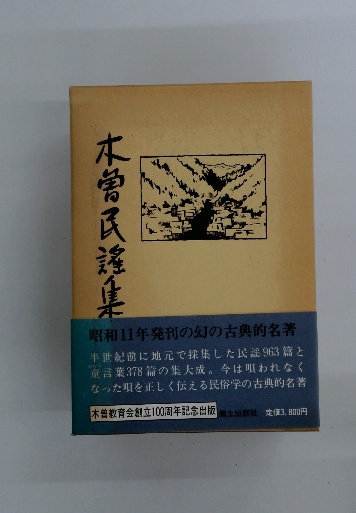 木曽民謡集
昭和11年発刊の幻の古典的名著
半世紀前に地元で採集した民謡963篇と
童言葉378篇の集大成。今は唄われなく
なった唄を正しく伝える民俗学の古典的名著
木曽教育会創立100周年記念出版
郷土出版社 定価3,800円